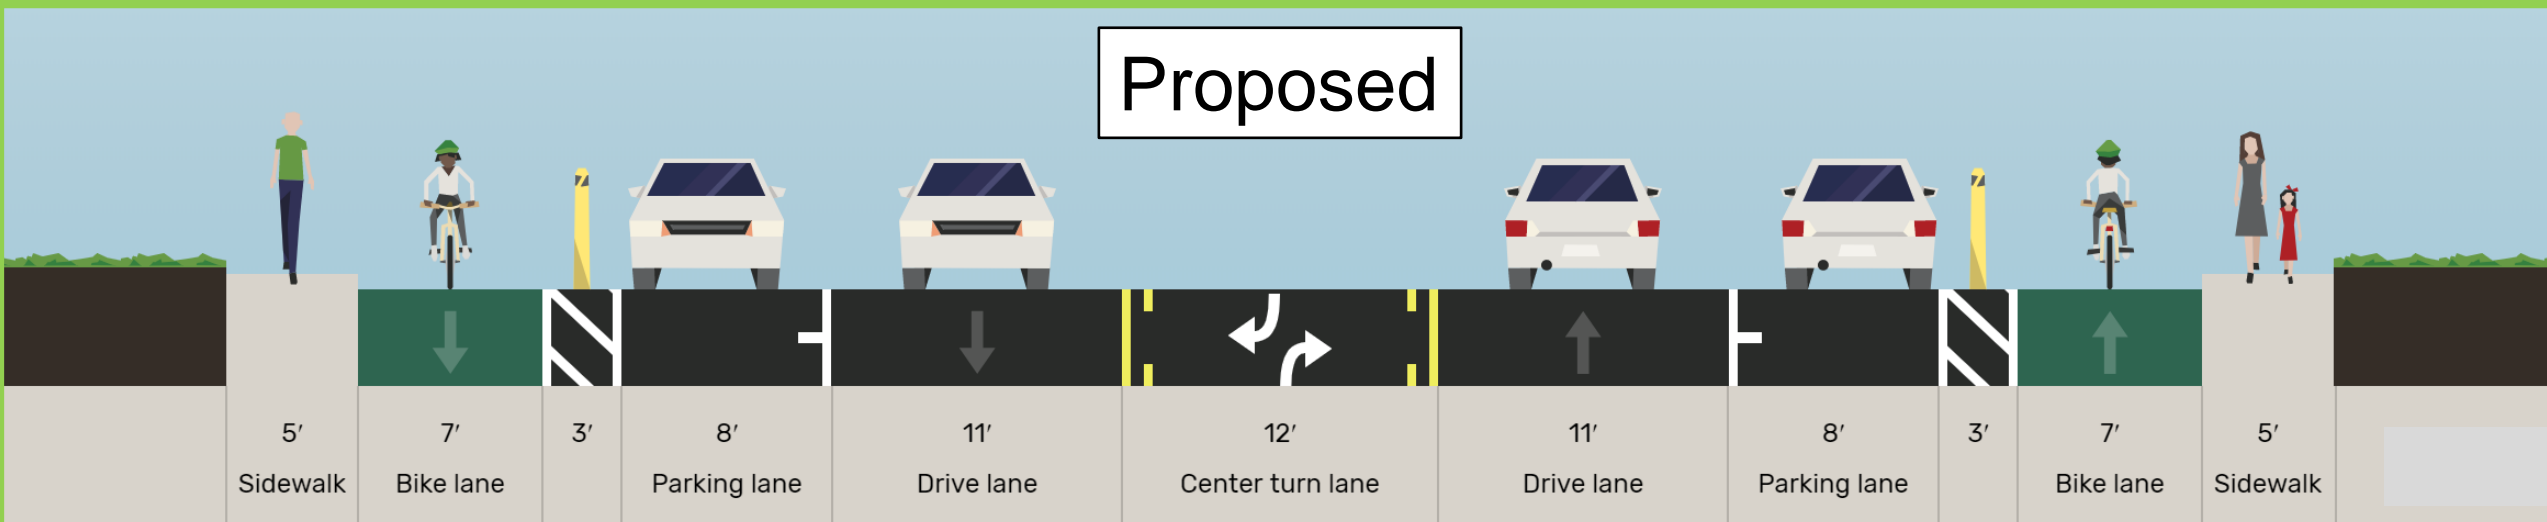 Proposed
5′ 7′ 3′ 8′ 11′ 12′ 11′ 8′ 3′ 7′ 5′
Sidewalk Bike lane Parking lane Drive lane Center turn lane Drive lane Parking lane Bike lane Sidewalk